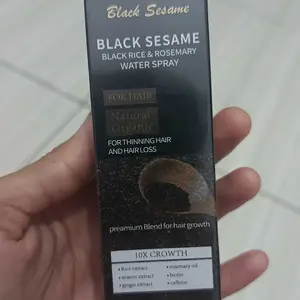 Black Sesame
BLACK SESAME
BLACK RICE & ROSEMARY
WATER SPRAY
FOR HAIR
Natural
Organic
FOR THINNING HAIR
AND HAIR LOSS
preamium Blend for hair growth
10X GROWTH
• Rice extract • rosemary oil
• sesame extract • biotin
• ginger extract • caffeine